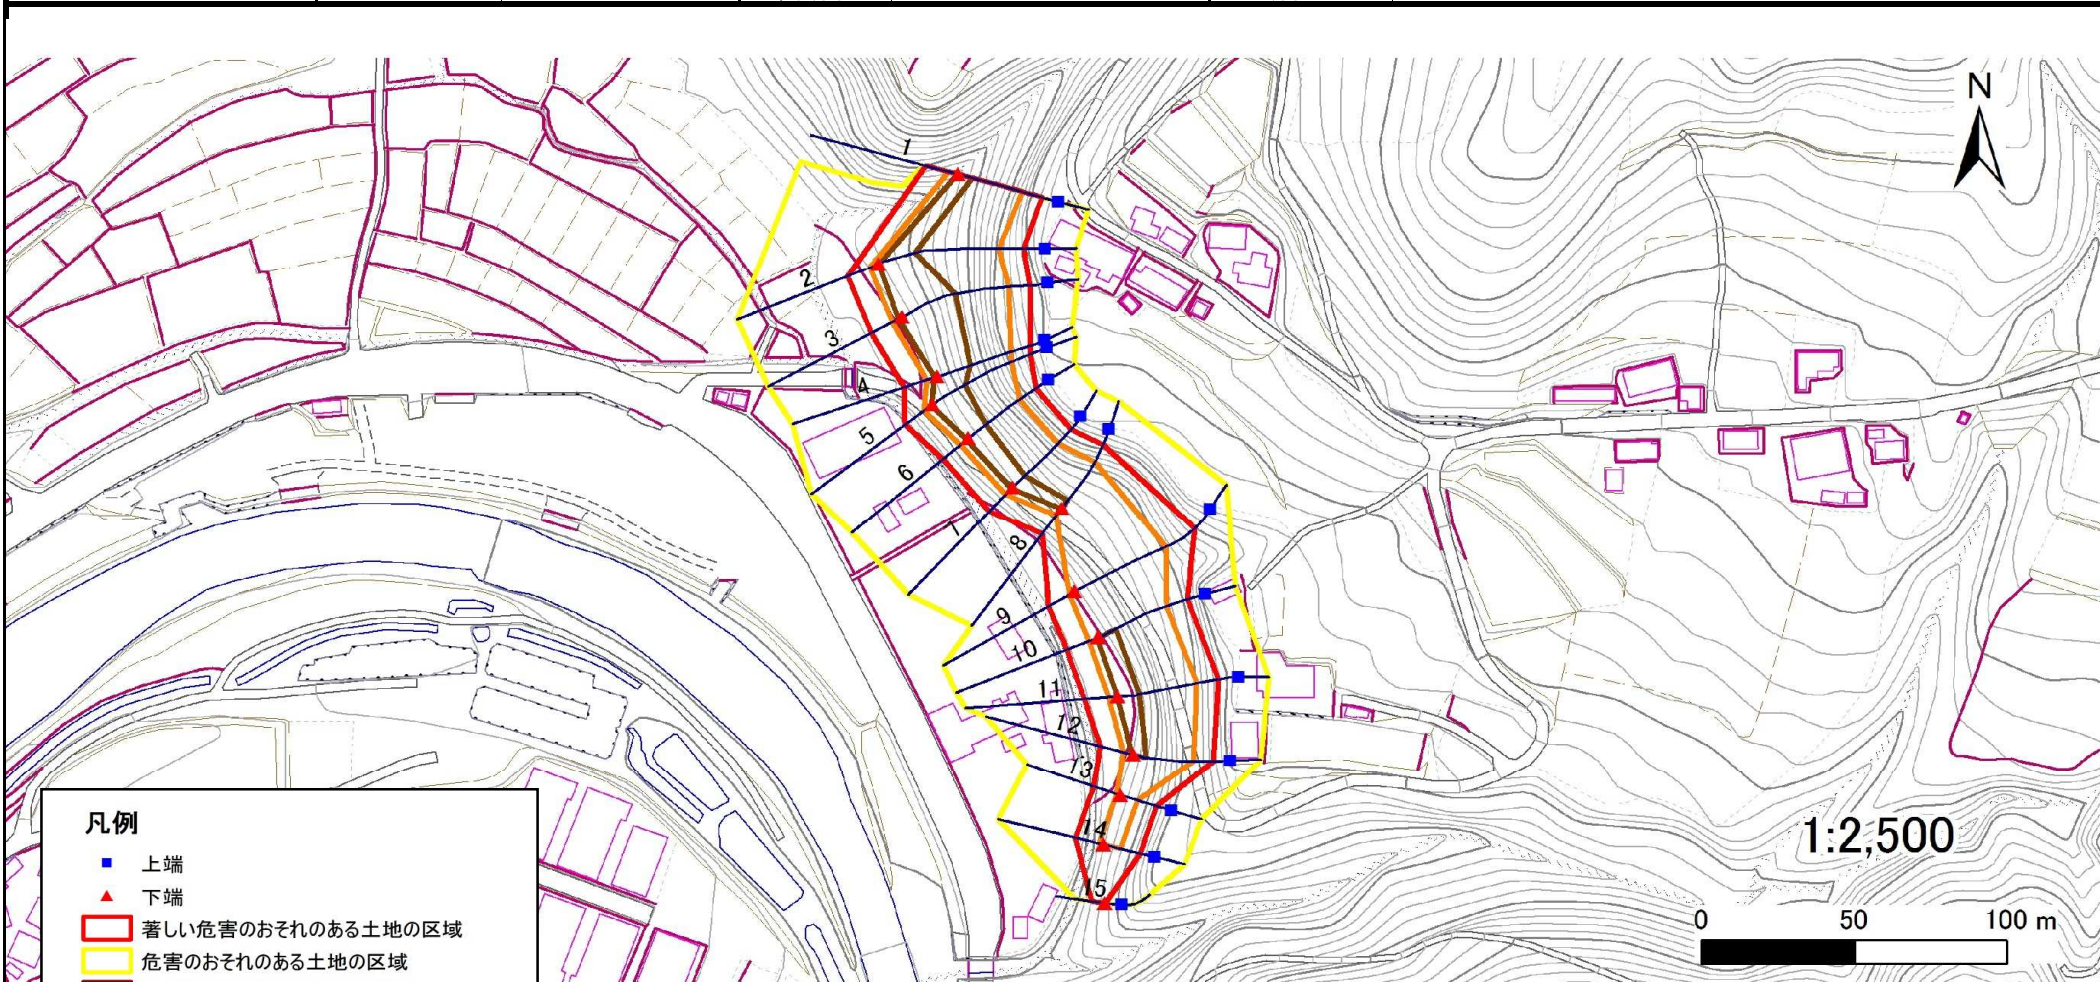 N
1
2
3
4
5
6
7
8
9
10
11
12
13
14
15
凡例
上端
下端
著しい危害のおそれのある土地の区域
危害のおそれのある土地の区域
1:2,500
0 50 100 m